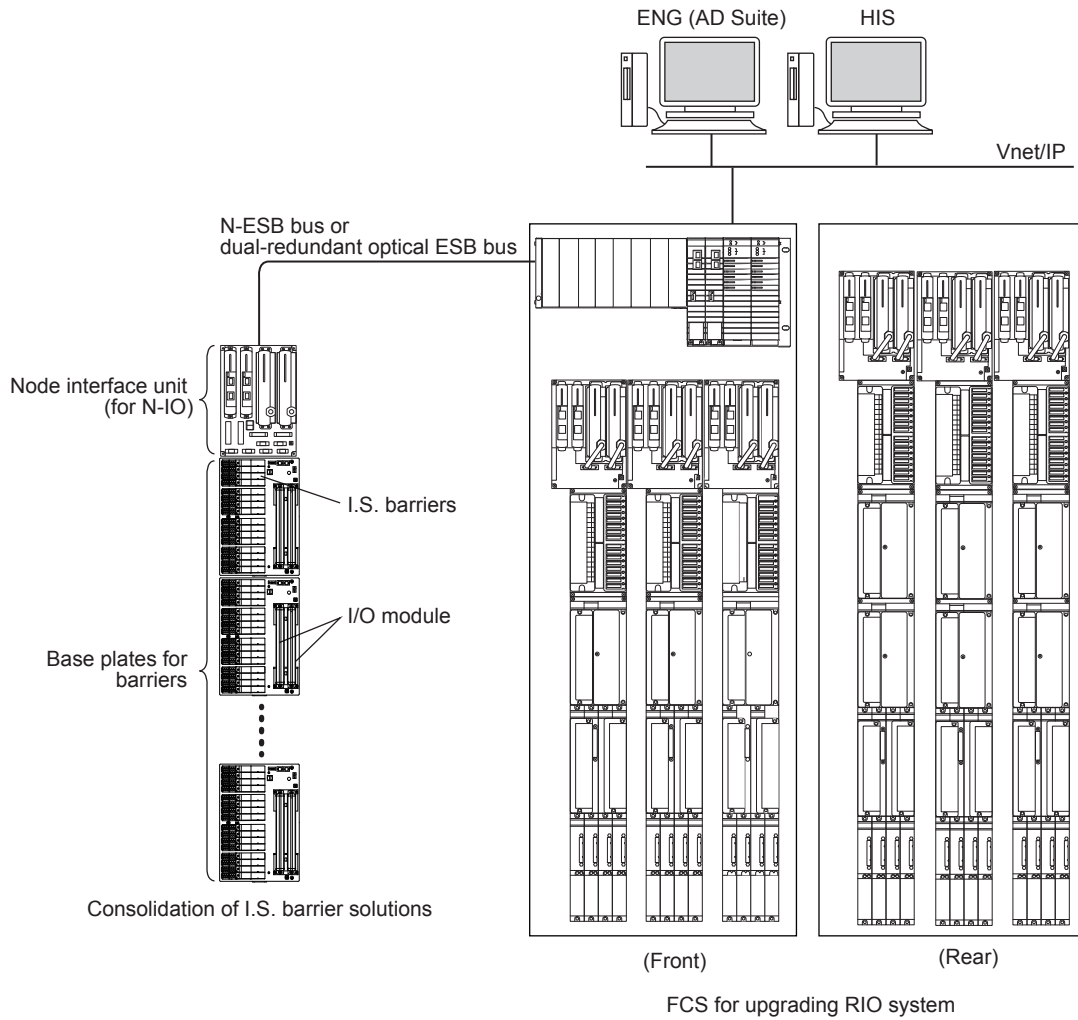 ENG (AD Suite)
HIS
Vnet/IP
N-ESB bus or
dual-redundant optical ESB bus
Node interface unit
(for N-IO)
I.S. barriers
I/O module
Base plates for
barriers
Consolidation of I.S. barrier solutions
(Front)
(Rear)
FCS for upgrading RIO system